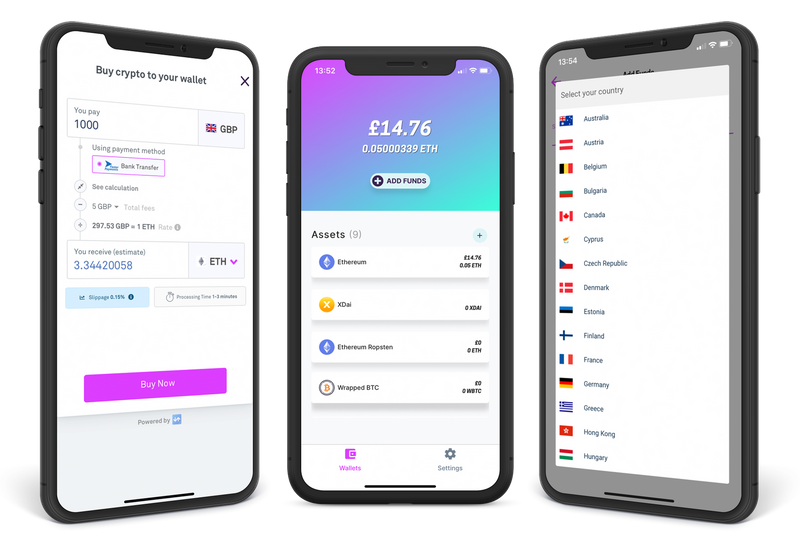 Buy crypto to your wallet
You pay
1000
GBP
Using payment method
Bank Transfer
See calculation
5 GBP Total fees
297.53 GBP = 1 ETH Rate
You receive (estimate)
3.34420058
ETH
Slippage 0.15%
Processing Time 1-3 minutes
Buy Now
Powered by
13:52
£14.76
0.05000339 ETH
ADD FUNDS
Assets (9)
Ethereum
£14.76
0.05 ETH
XDai
0 XDAI
Ethereum Ropsten
£0
0 ETH
Wrapped BTC
£0
0 WBTC
Wallets
Settings
13:54
Select your country
Australia
Austria
Belgium
Bulgaria
Canada
Cyprus
Czech Republic
Denmark
Estonia
Finland
France
Germany
Greece
Hong Kong
Hungary